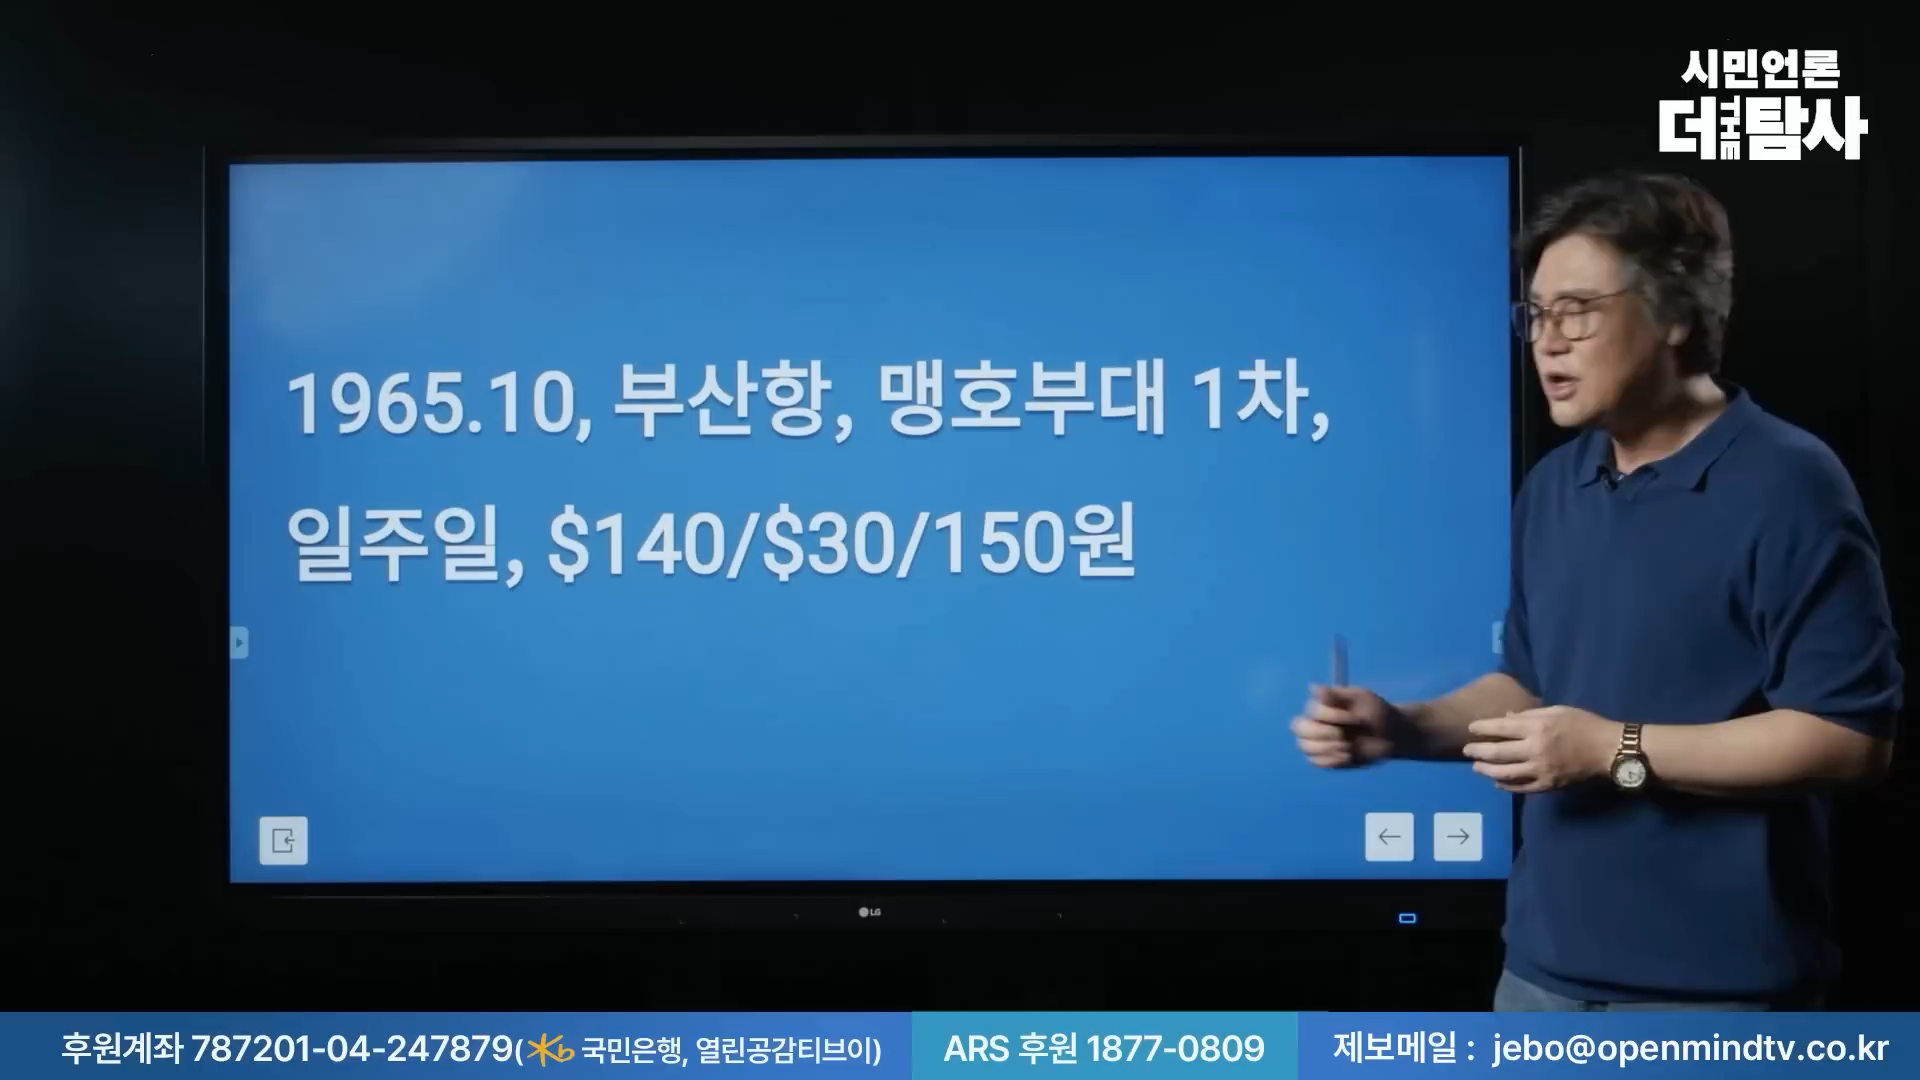 시민언론
더탐사
1965.10, 부산항, 맹호부대 1차,
일주일, $140/$30/150원
LG
후원계좌 787201-04-247879(국민은행, 열린공감티브이)
ARS 후원 1877-0809
제보메일 : jebo@openmindtv.co.kr